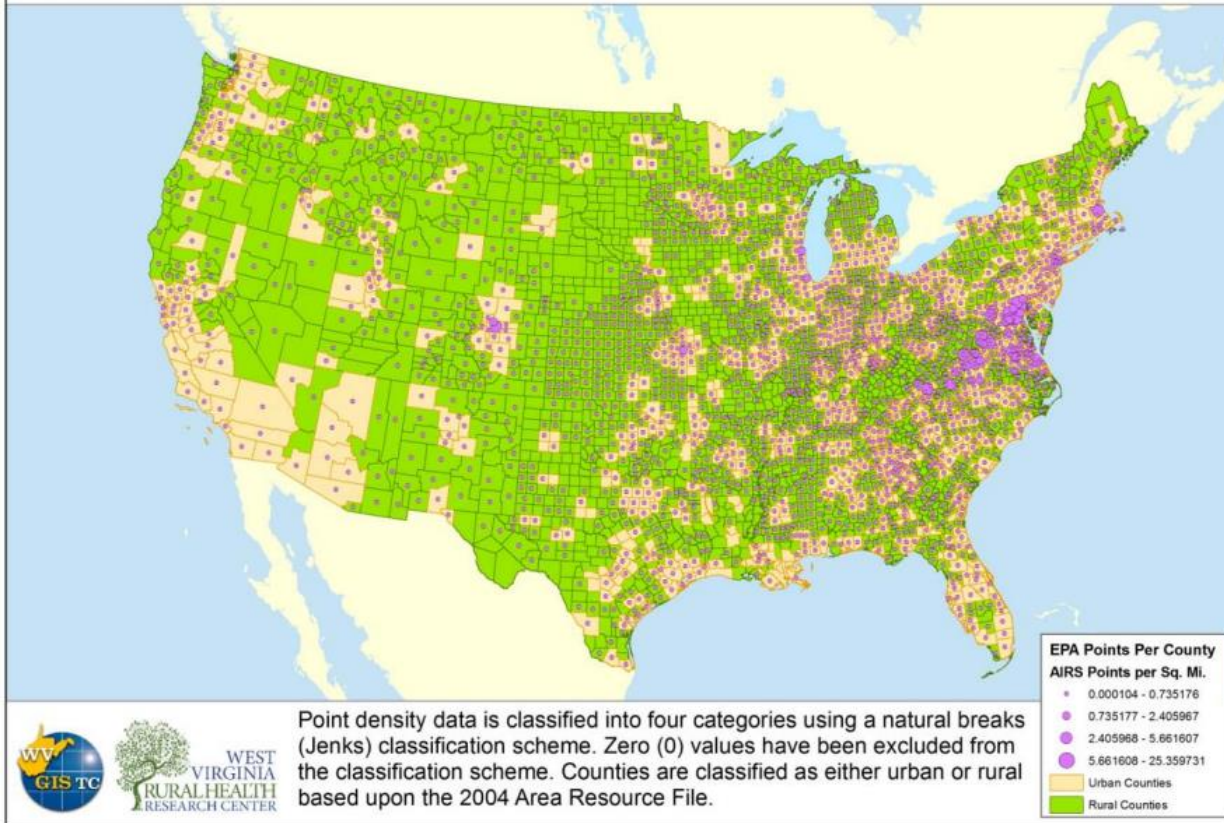 EPA Points Per County
AIRS Points per Sq. Mi.
0.000104 - 0.735176
0.735177 - 2.405967
2.405968 - 5.661607
5.661608 - 25.359731
Urban Counties
Rural Counties
WV
GIS TC
WEST
VIRGINIA
RURAL HEALTH
RESEARCH CENTER
Point density data is classified into four categories using a natural breaks
(Jenks) classification scheme. Zero (0) values have been excluded from
the classification scheme. Counties are classified as either urban or rural
based upon the 2004 Area Resource File.